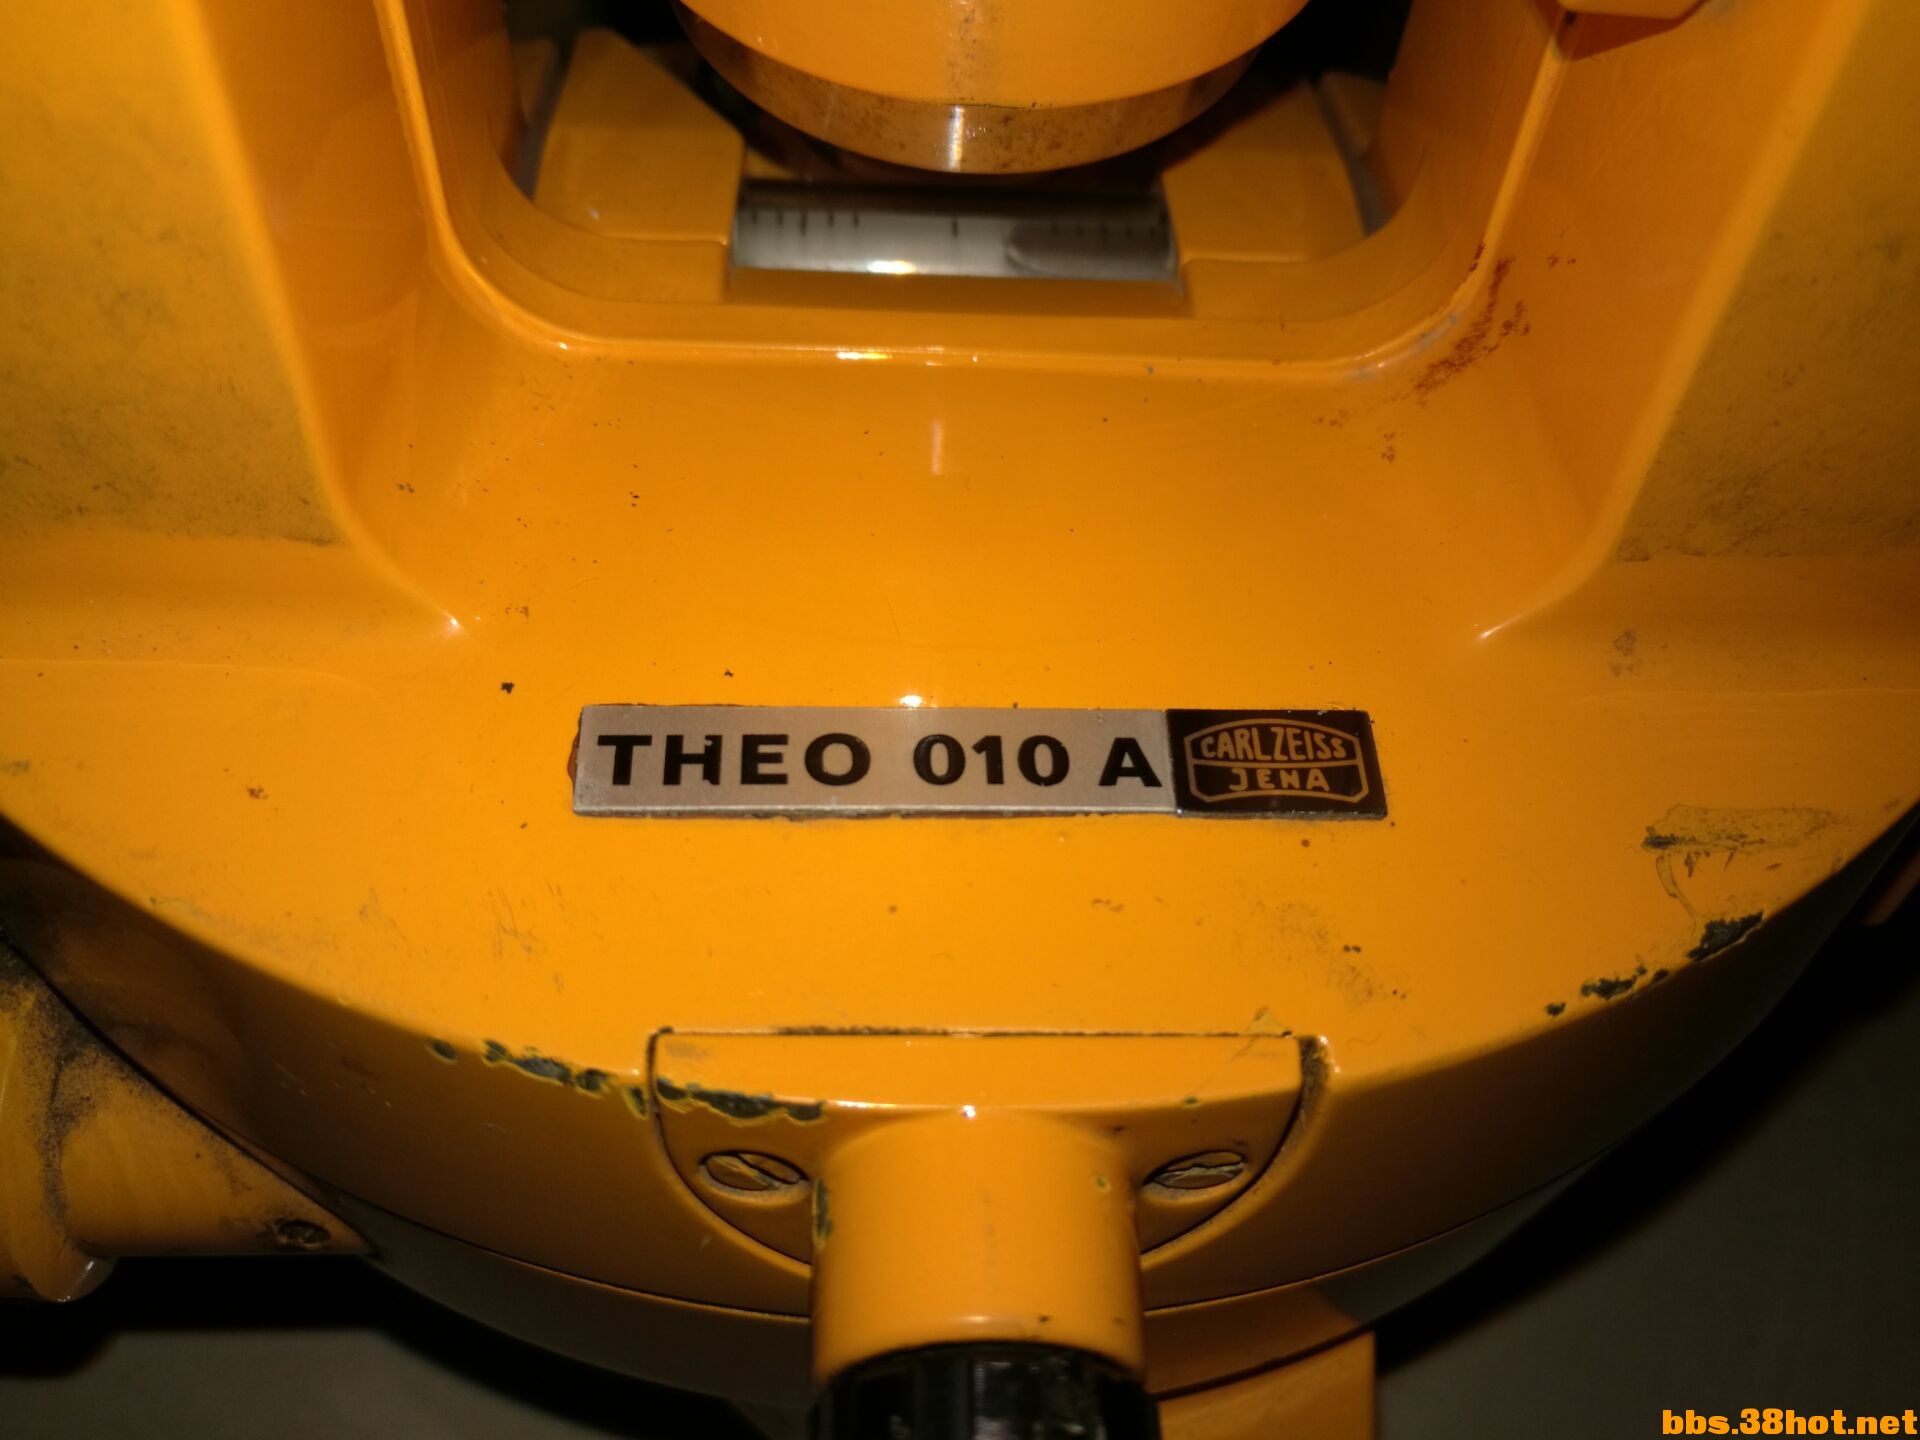 THEO 010 A
CARL ZEISS
JENA
bbs.38hot.net